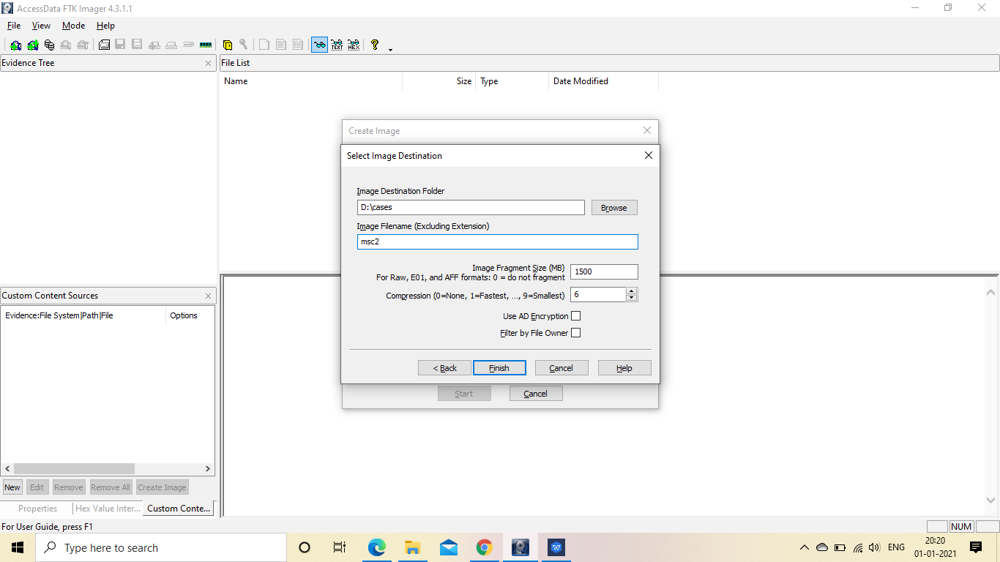 AccessData FTK Imager 4.3.1.1
File View Mode Help
TEXT HEX ?
Evidence Tree
File List
Name Size Type Date Modified
Create Image
Select Image Destination
Image Destination Folder
D:\cases Browse
Image Filename (Excluding Extension)
msc2
Image Fragment Size (MB)
For Raw, E01, and AFF formats: 0 = do not fragment 1500
Compression (0=None, 1=Fastest, ..., 9=Smallest) 6
Use AD Encryption
Filter by File Owner
< Back Finish Cancel Help
Start Cancel
Custom Content Sources
Evidence:File System|Path|File Options
New Edit Remove Remove All Create Image
Properties Hex Value Inter... Custom Conte...
For User Guide, press F1
NUM
Type here to search
ENG
20:20
01-01-2021